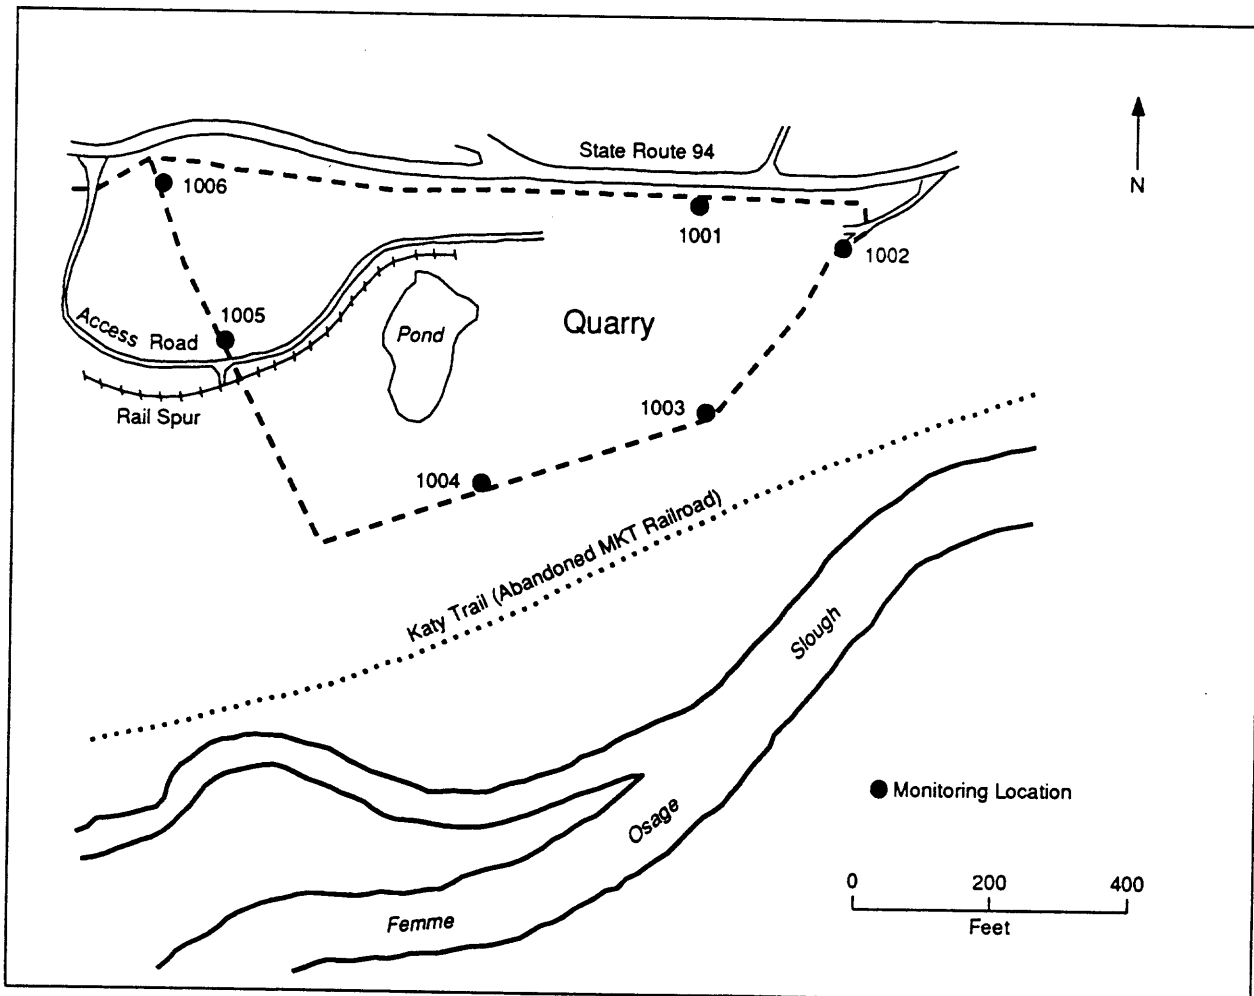 State Route 94
N
1006
1001
1002
Quarry
Pond
1005
Access Road
Rail Spur
1003
1004
Katy Trail (Abandoned MKT Railroad)
Slough
Osage
Femme
Monitoring Location
0 200 400
Feet